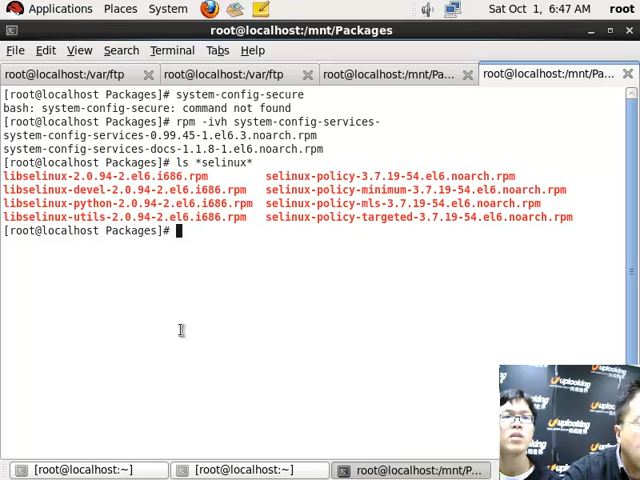 Applications Places System
Sat Oct 1, 6:47 AM root
root@localhost:/mnt/Packages
File Edit View Search Terminal Tabs Help
root@localhost:/var/ftp
root@localhost:/var/ftp
root@localhost:/mnt/Pa...
root@localhost:/mnt/Pa...
[root@localhost Packages]# system-config-secure
bash: system-config-secure: command not found
[root@localhost Packages]# rpm -ivh system-config-services-
system-config-services-0.99.45-1.el6.3.noarch.rpm
system-config-services-docs-1.1.8-1.el6.noarch.rpm
[root@localhost Packages]# ls *selinux*
libselinux-2.0.94-2.el6.i686.rpm selinux-policy-3.7.19-54.el6.noarch.rpm
libselinux-devel-2.0.94-2.el6.i686.rpm selinux-policy-minimum-3.7.19-54.el6.noarch.rpm
libselinux-python-2.0.94-2.el6.i686.rpm selinux-policy-mls-3.7.19-54.el6.noarch.rpm
libselinux-utils-2.0.94-2.el6.i686.rpm selinux-policy-targeted-3.7.19-54.el6.noarch.rpm
[root@localhost Packages]#
uplooking
uplooking
[root@localhost:~]
[root@localhost:~]
root@localhost:/mnt/P...